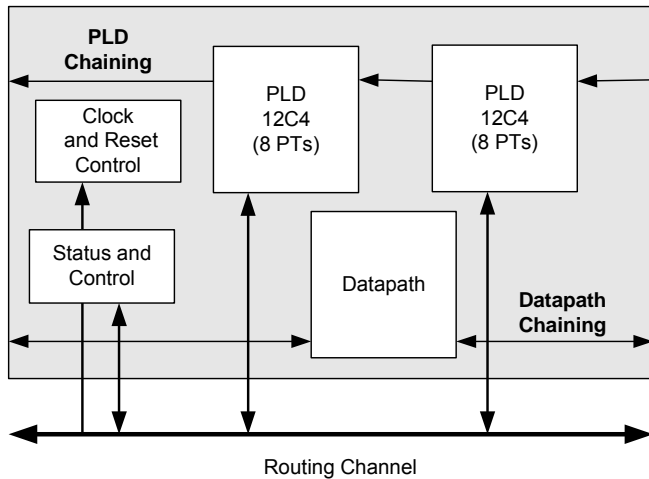 PLD
Chaining
PLD
12C4
(8 PTs)
PLD
12C4
(8 PTs)
Clock
and Reset
Control
Status and
Control
Datapath
Datapath
Chaining
Routing Channel